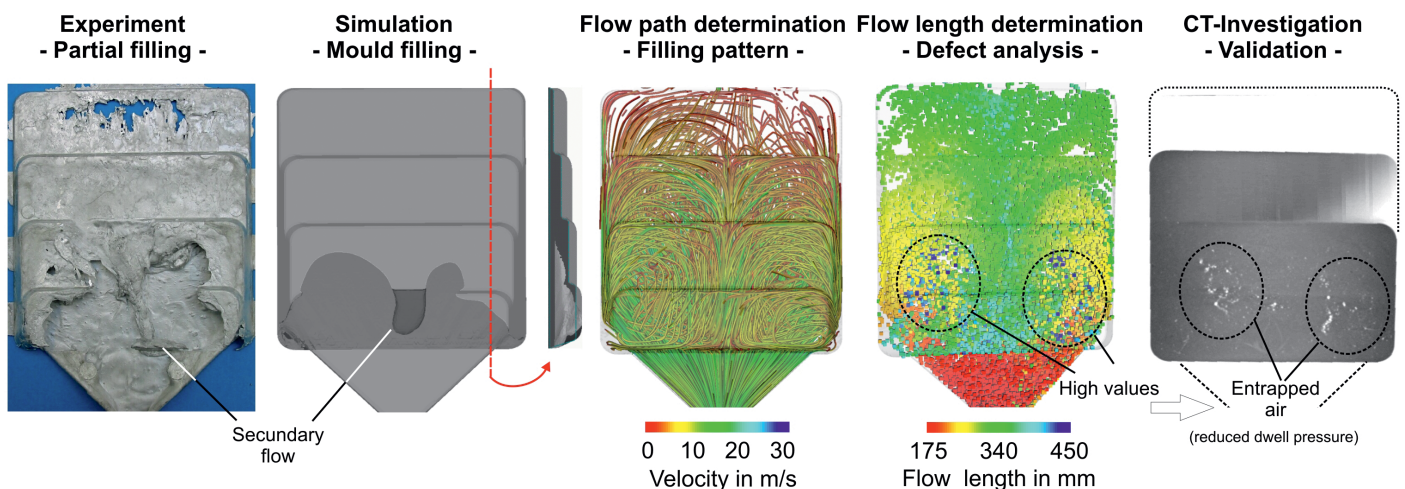 Experiment
- Partial filling -
Simulation
- Mould filling -
Flow path determination
- Filling pattern -
Flow length determination
- Defect analysis -
CT-Investigation
- Validation -
Secundary
flow
0 10 20 30
Velocity in m/s
175 340 450
Flow length in mm
High values
Entrapped
air
(reduced dwell pressure)